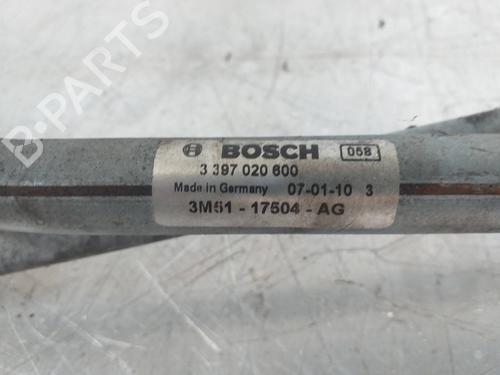 BOSCH 058
3 397 020 600
Made in Germany 07-01-10 3
3M51 - 17504 - AG
B-PARTS